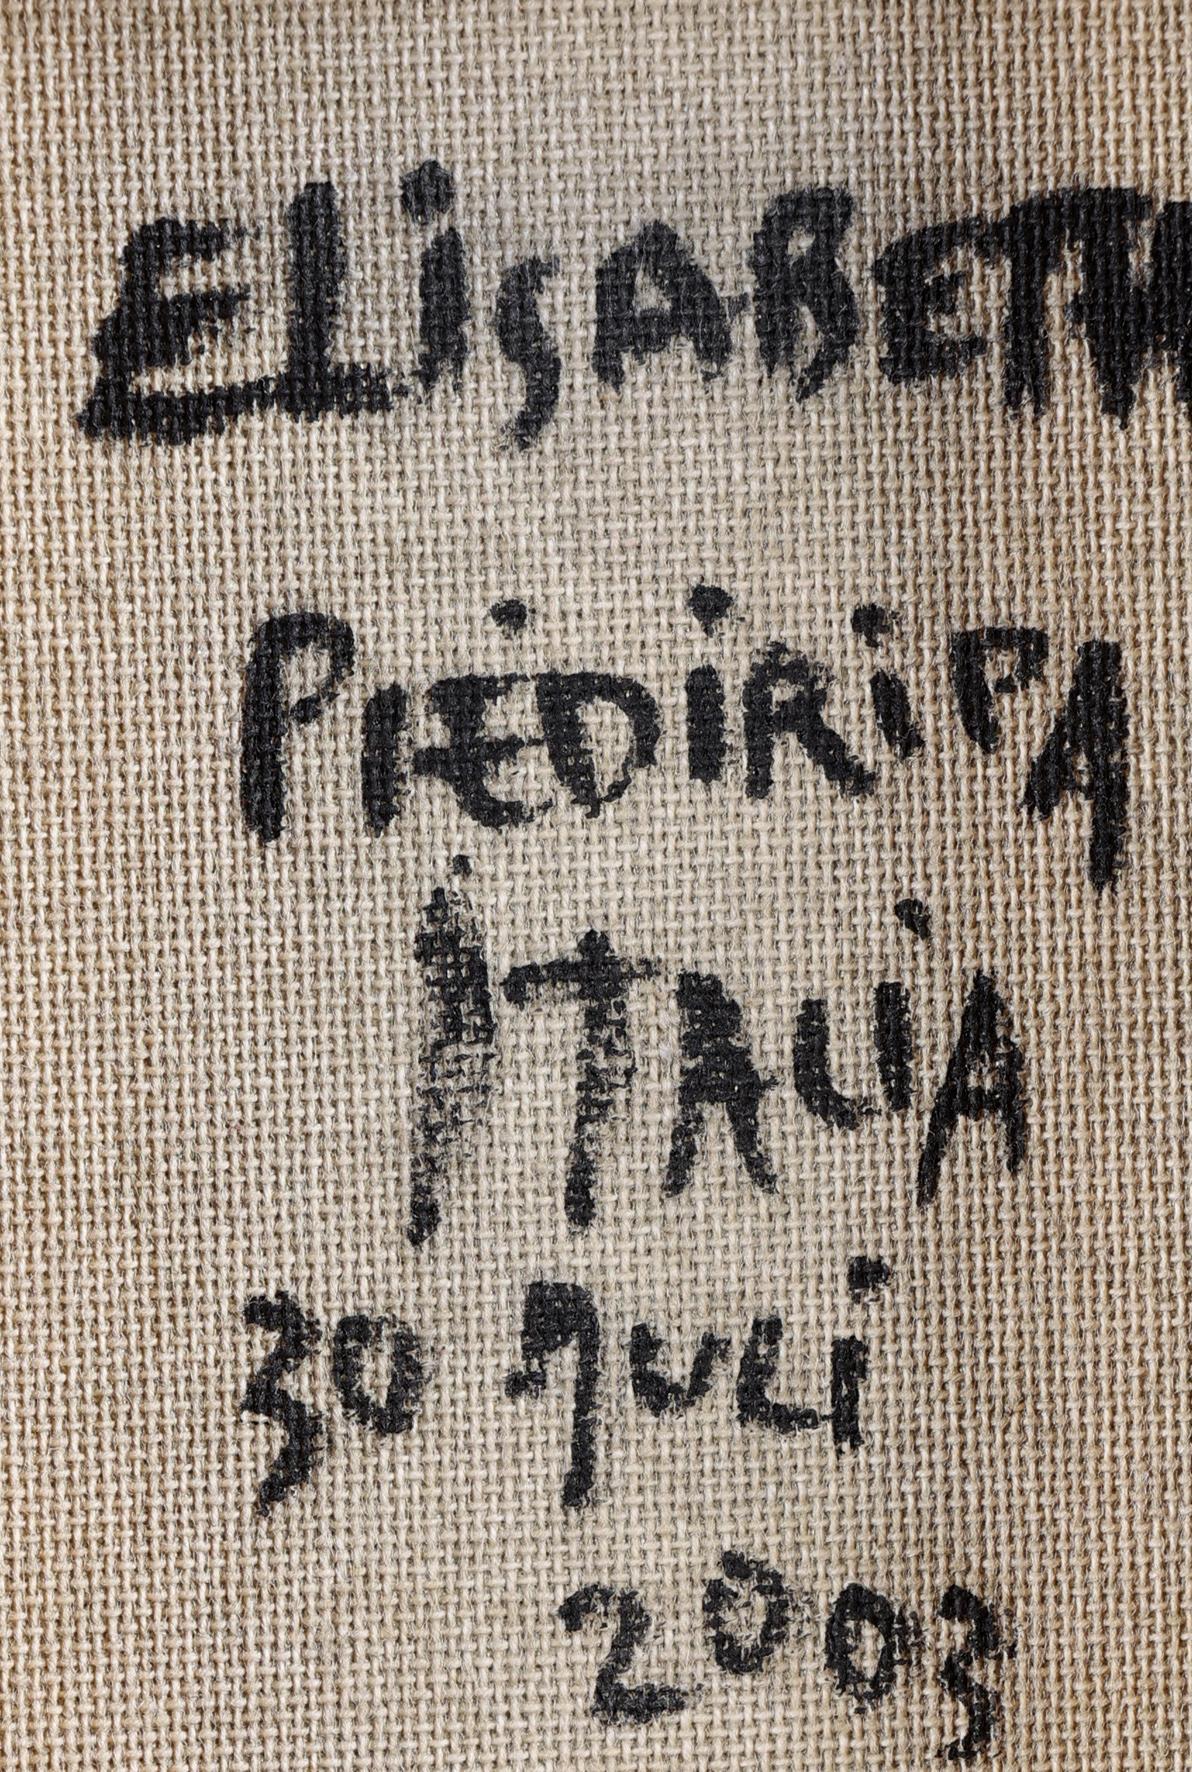 ELiSABETH
PIEDiRiPA
iTALiA
30 JULi
2003